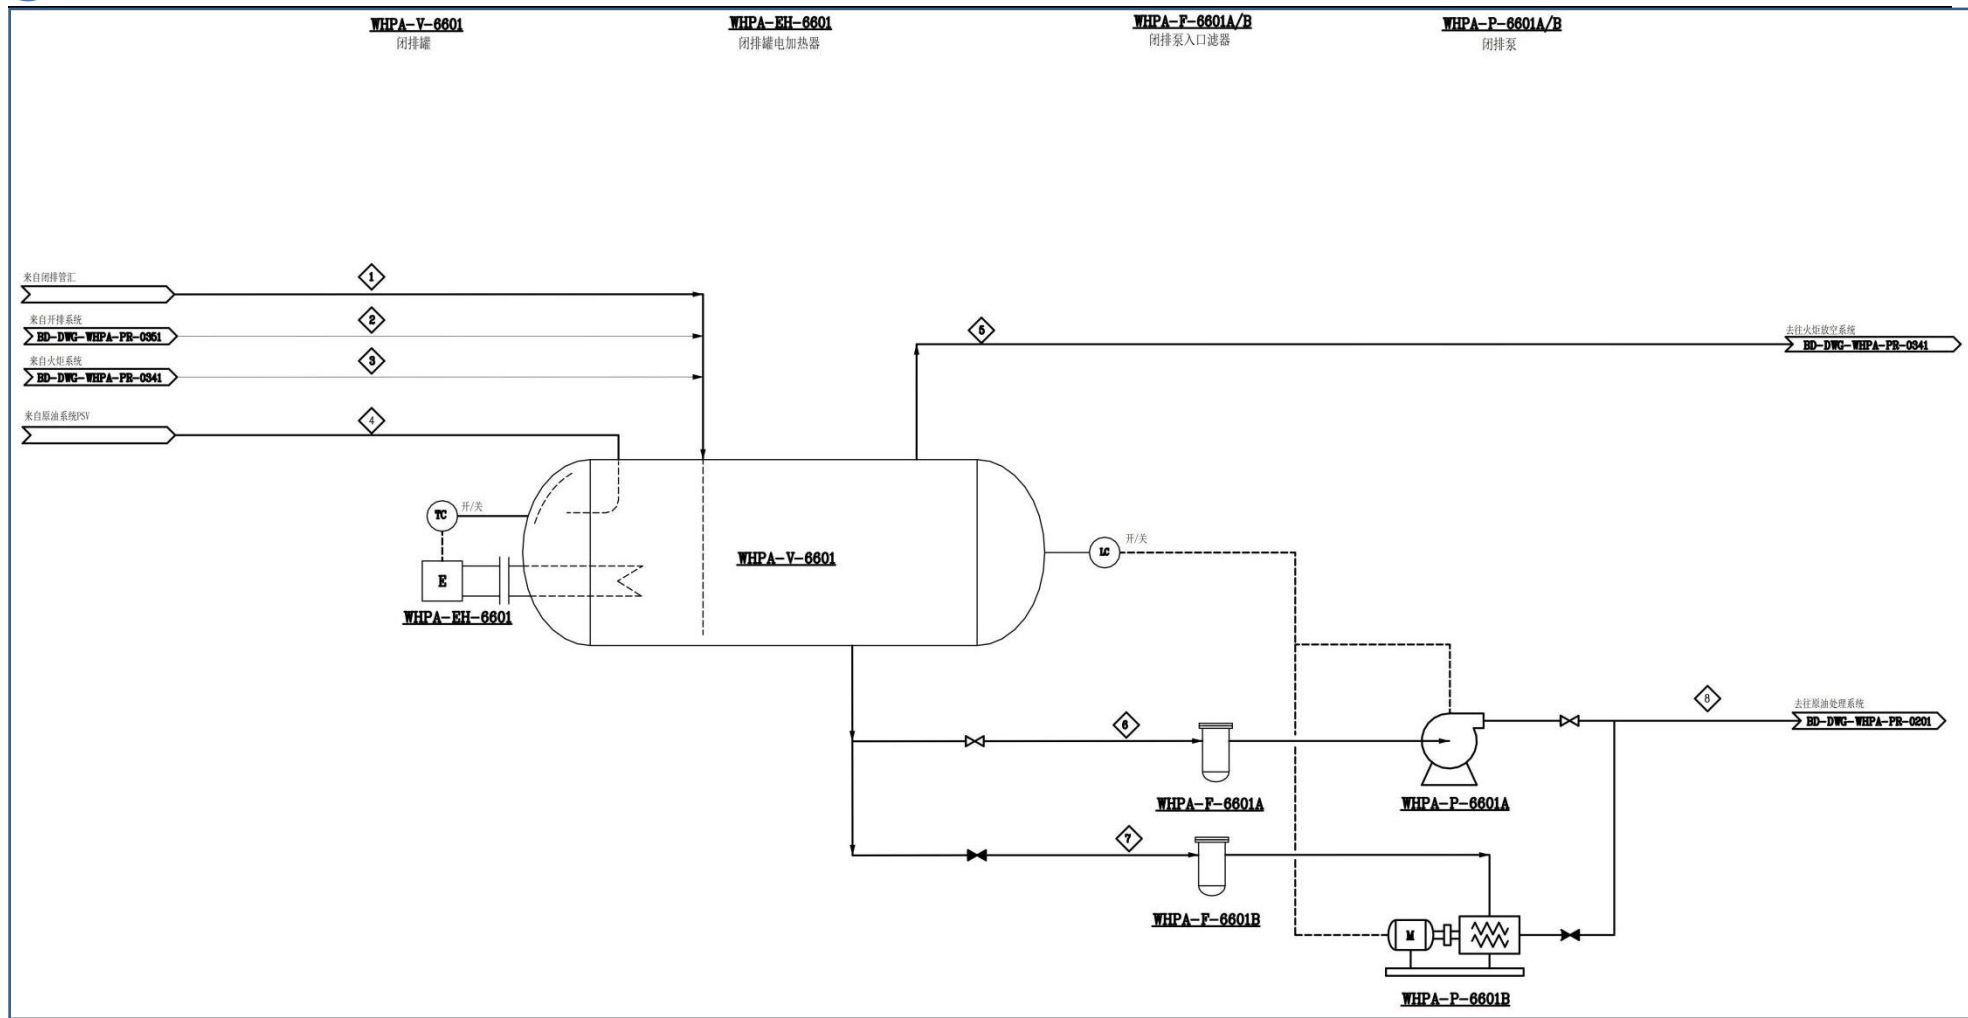 WHPA-V-6601
闭排罐
WHPA-EH-6601
闭排罐电加热器
WHPA-F-6601A/B
闭排泵入口滤器
WHPA-P-6601A/B
闭排泵
来自闭排管汇
1
来自开排系统
BD-DWG-WHPA-PR-0351
2
来自火炬系统
BD-DWG-WHPA-PR-0341
3
来自原油系统PSV
4
5
去往火炬放空系统
BD-DWG-WHPA-PR-0341
TC
开/关
E
WHPA-EH-6601
WHPA-V-6601
LC
开/关
6
WHPA-F-6601A
WHPA-P-6601A
8
去往原油处理系统
BD-DWG-WHPA-PR-0201
7
WHPA-F-6601B
M
WHPA-P-6601B